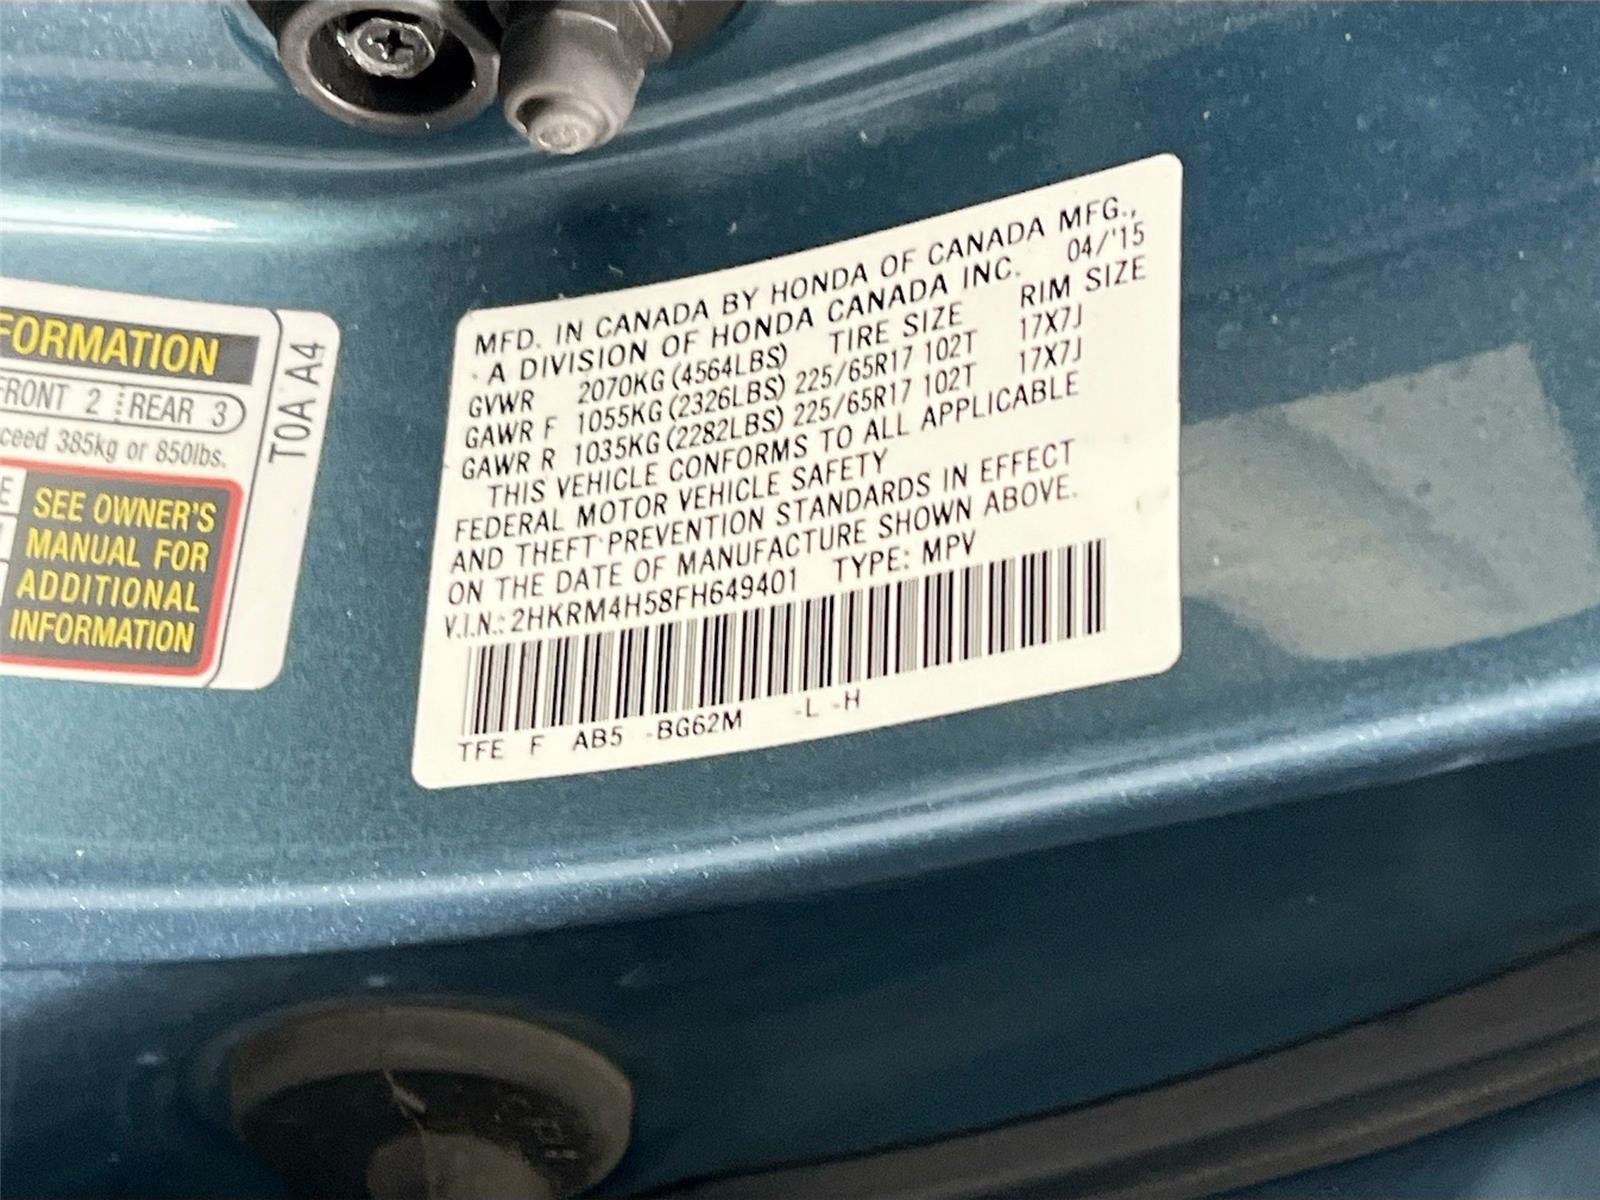 FORMATION
FRONT 2 REAR 3
ceed 385kg or 850lbs.
E
SEE OWNER'S
MANUAL FOR
ADDITIONAL
INFORMATION
T0A A4
MFD. IN CANADA BY HONDA OF CANADA MFG.,
A DIVISION OF HONDA CANADA INC. 04/'15
GVWR 2070KG(4564LBS) TIRE SIZE RIM SIZE
GAWR F 1055KG(2326LBS) 225/65R17 102T 17X7J
GAWR R 1035KG(2282LBS) 225/65R17 102T 17X7J
THIS VEHICLE CONFORMS TO ALL APPLICABLE
FEDERAL MOTOR VEHICLE SAFETY
AND THEFT PREVENTION STANDARDS IN EFFECT
ON THE DATE OF MANUFACTURE SHOWN ABOVE.
V.I.N.: 2HKRM4H58FH649401 TYPE: MPV
TFE F AB5 -BG62M -L -H